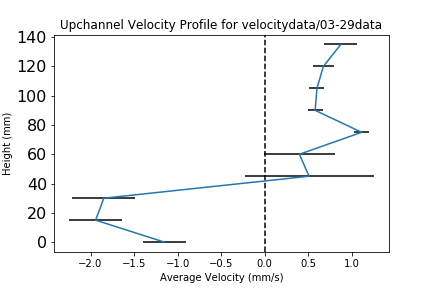 Upchannel Velocity Profile for velocitydata/03-29data
140
120
100
80
60
40
20
0
Height (mm)
−2.0 −1.5 −1.0 −0.5 0.0 0.5 1.0
Average Velocity (mm/s)